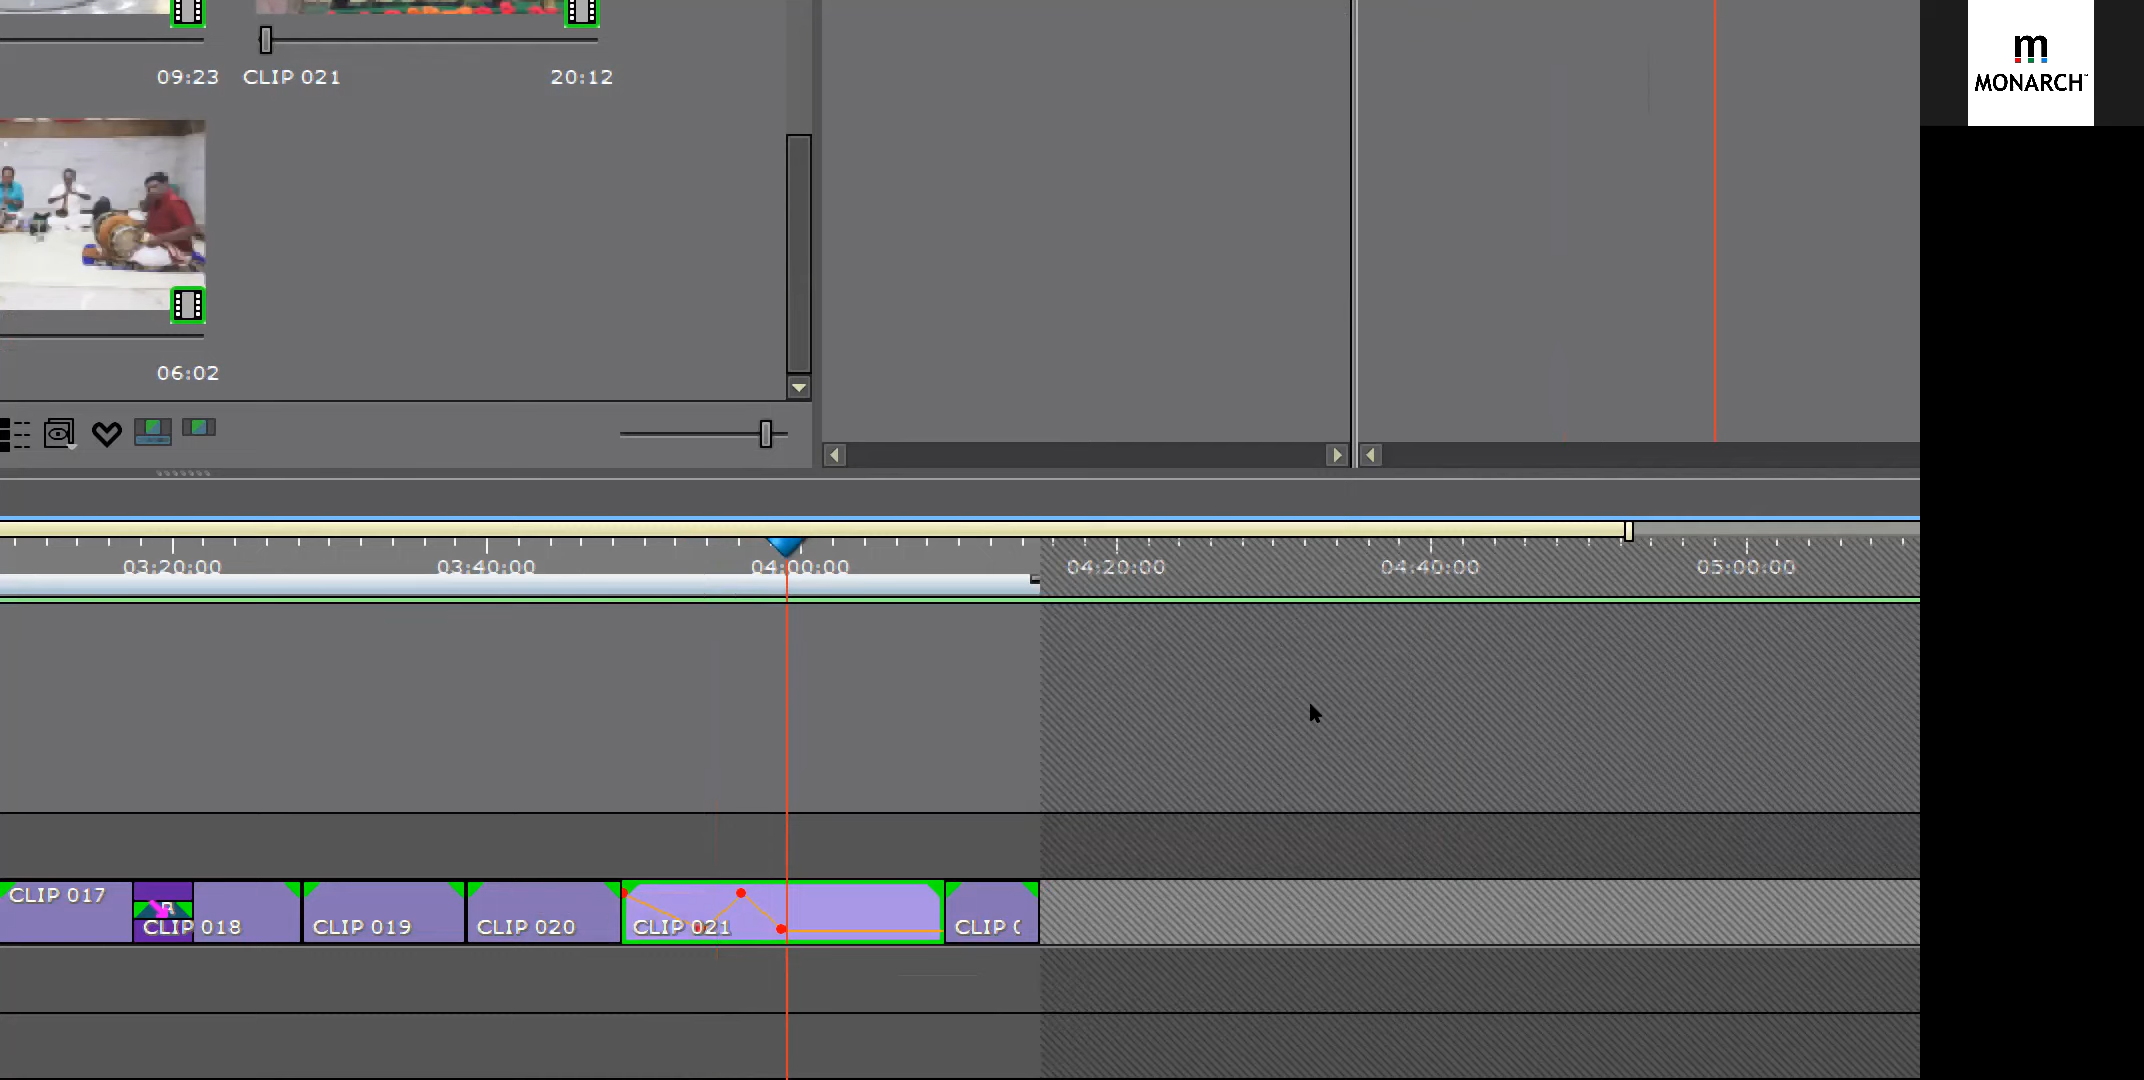 09:23
CLIP 021
20:12
m
MONARCH
06:02
03:20:00
03:40:00
04:00:00
04:20:00
04:40:00
05:00:00
CLIP 017
CLIP 018
CLIP 019
CLIP 020
CLIP 021
CLIP